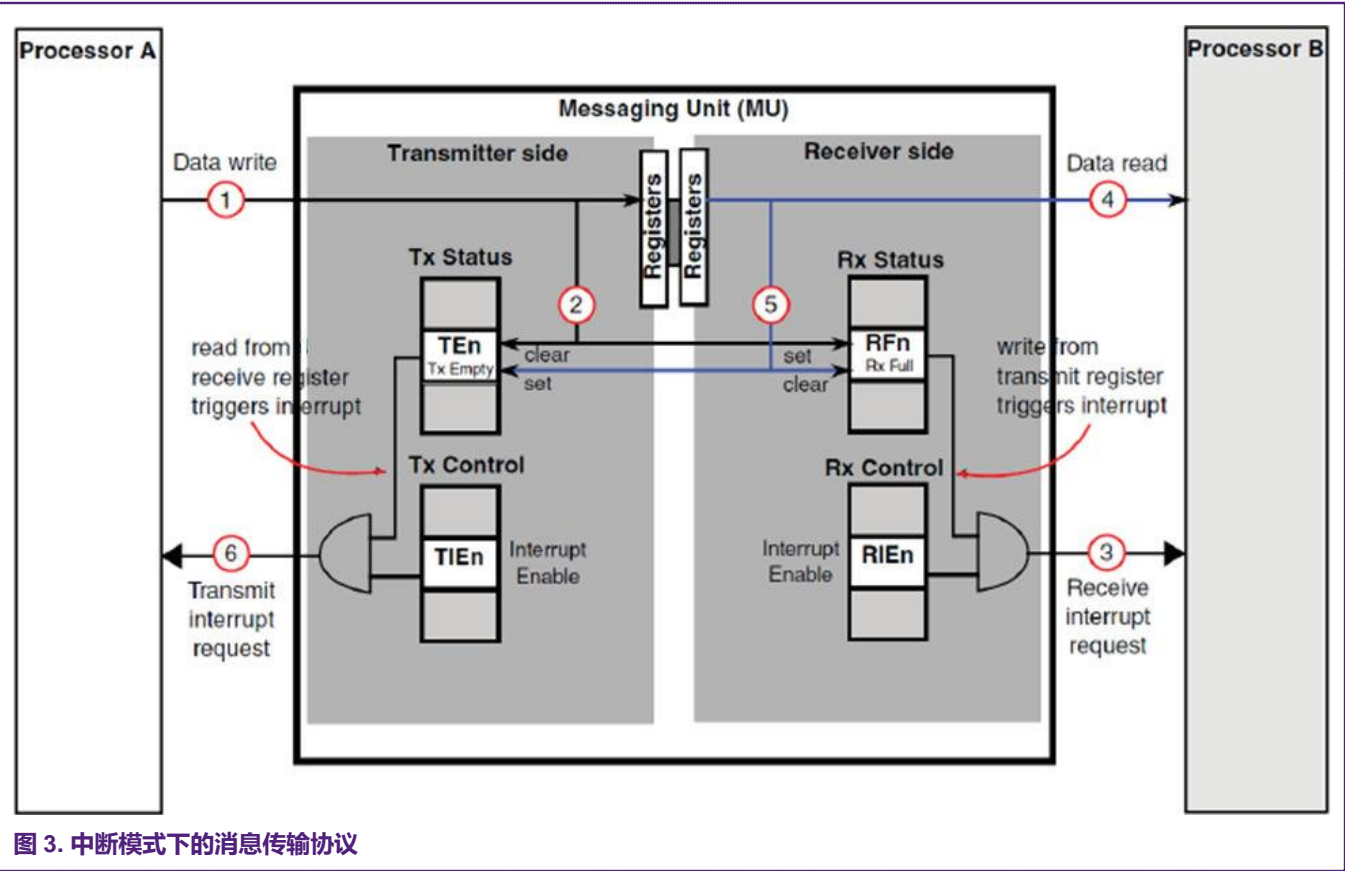 Processor A
Processor B
Messaging Unit (MU)
Transmitter side
Receiver side
Data write
1
Data read
4
Registers
Registers
Tx Status
Rx Status
2
5
TEn
Tx Empty
clear
set
set
clear
RFn
Rx Full
read from
receive register
triggers interrupt
write from
transmit register
triggers interrupt
Tx Control
Rx Control
TIEn
Interrupt
Enable
Interrupt
Enable
RIEn
6
Transmit
interrupt
request
3
Receive
interrupt
request
图 3. 中断模式下的消息传输协议